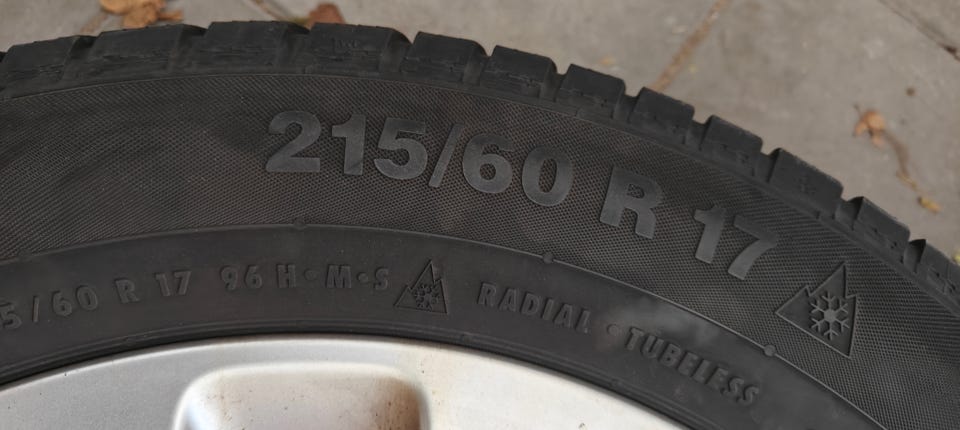 215/60 R 17
5/60 R 17 96 H·M·S RADIAL · TUBELESS